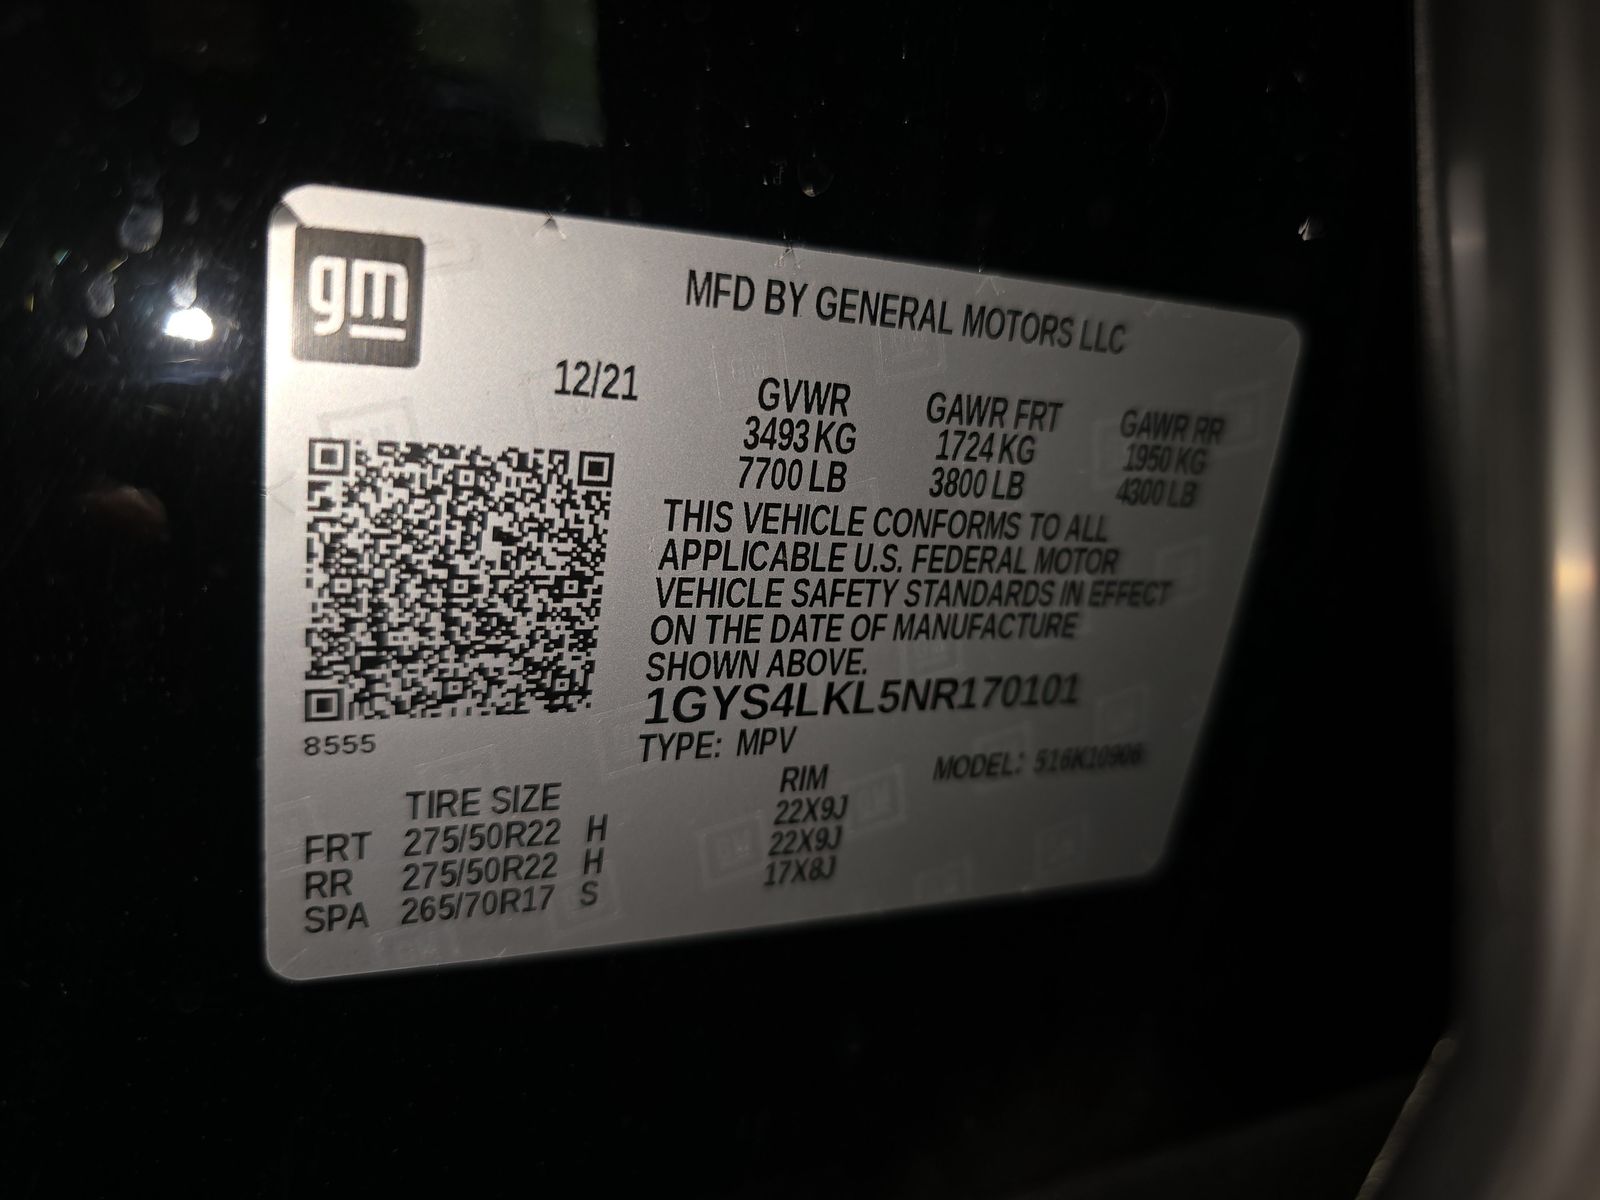 gm
MFD BY GENERAL MOTORS LLC
12/21
GVWR GAWR FRT GAWR RR
3493 KG 1724 KG 1950 KG
7700 LB 3800 LB 4300 LB
THIS VEHICLE CONFORMS TO ALL
APPLICABLE U.S. FEDERAL MOTOR
VEHICLE SAFETY STANDARDS IN EFFECT
ON THE DATE OF MANUFACTURE
SHOWN ABOVE.
1GYS4LKL5NR170101
8555
TYPE: MPV MODEL: 516K10906
TIRE SIZE RIM
FRT 275/50R22 H 22X9J
RR 275/50R22 H 22X9J
SPA 265/70R17 S 17X8J